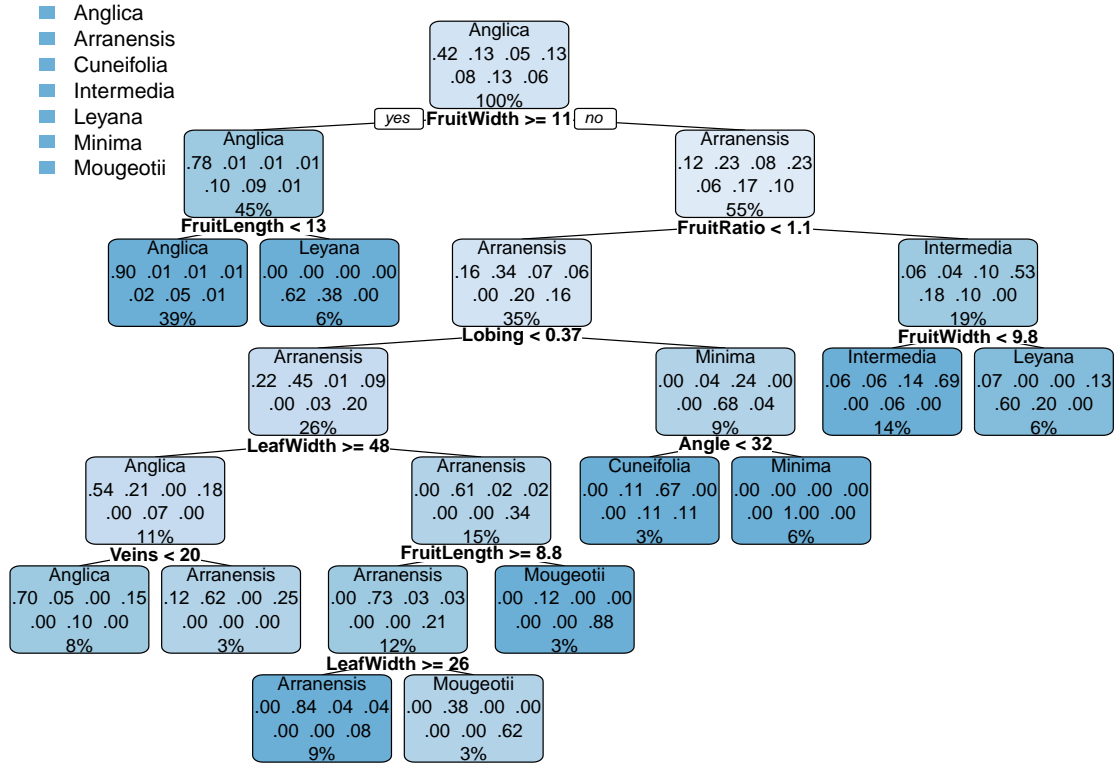 Anglica
Arranensis
Cuneifolia
Intermedia
Leyana
Minima
Mougeotii
Anglica
.42 .13 .05 .13
.08 .13 .06
100%
yes FruitWidth >= 11 no
Anglica
.78 .01 .01 .01
.10 .09 .01
45%
FruitLength < 13
Arranensis
.12 .23 .08 .23
.06 .17 .10
55%
FruitRatio < 1.1
Anglica
.90 .01 .01 .01
.02 .05 .01
39%
Leyana
.00 .00 .00 .00
.62 .38 .00
6%
Arranensis
.16 .34 .07 .06
.00 .20 .16
35%
Lobing < 0.37
Intermedia
.06 .04 .10 .53
.18 .10 .00
19%
FruitWidth < 9.8
Arranensis
.22 .45 .01 .09
.00 .03 .20
26%
LeafWidth >= 48
Minima
.00 .04 .24 .00
.00 .68 .04
9%
Angle < 32
Intermedia
.06 .06 .14 .69
.00 .06 .00
14%
Leyana
.07 .00 .00 .13
.60 .20 .00
6%
Anglica
.54 .21 .00 .18
.00 .07 .00
11%
Veins < 20
Arranensis
.00 .61 .02 .02
.00 .00 .34
15%
FruitLength >= 8.8
Cuneifolia
.00 .11 .67 .00
.00 .11 .11
3%
Minima
.00 .00 .00 .00
.00 1.00 .00
6%
Anglica
.70 .05 .00 .15
.00 .10 .00
8%
Arranensis
.12 .62 .00 .25
.00 .00 .00
3%
Arranensis
.00 .73 .03 .03
.00 .00 .21
12%
LeafWidth >= 26
Mougeotii
.00 .12 .00 .00
.00 .00 .88
3%
Arranensis
.00 .84 .04 .04
.00 .00 .08
9%
Mougeotii
.00 .38 .00 .00
.00 .00 .62
3%